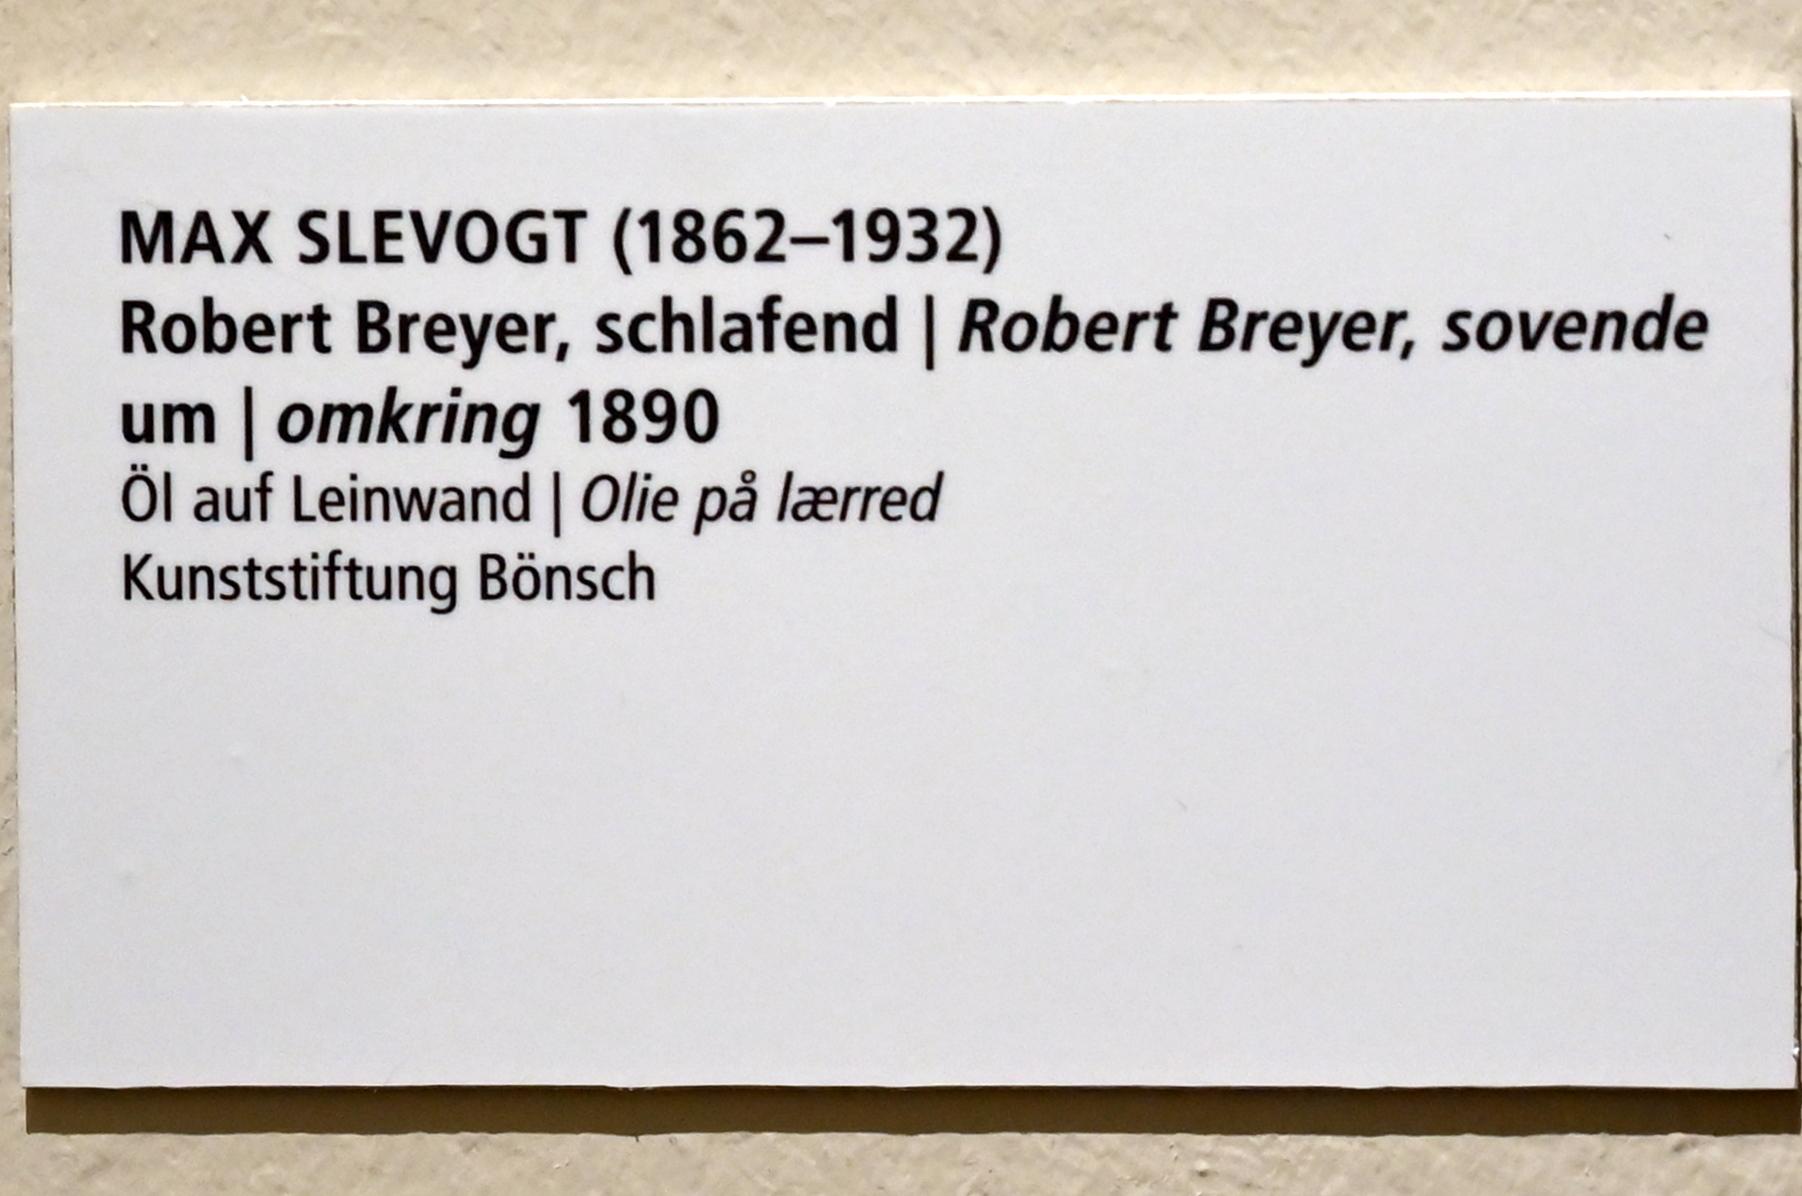 MAX SLEVOGT (1862–1932)
Robert Breyer, schlafend | Robert Breyer, sovende
um | omkring 1890
Öl auf Leinwand | Olie på lærred
Kunststiftung Bönsch